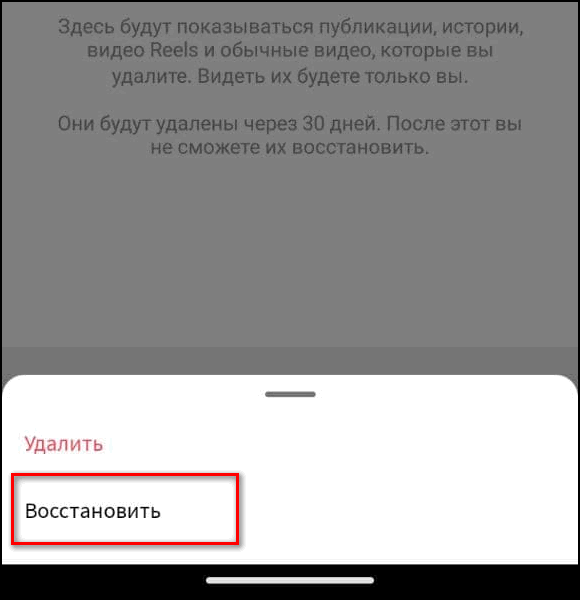 Здесь будут показываться публикации, истории,
видео Reels и обычные видео, которые вы
удалите. Видеть их будете только вы.
Они будут удалены через 30 дней. После этот вы
не сможете их восстановить.
Удалить
Восстановить